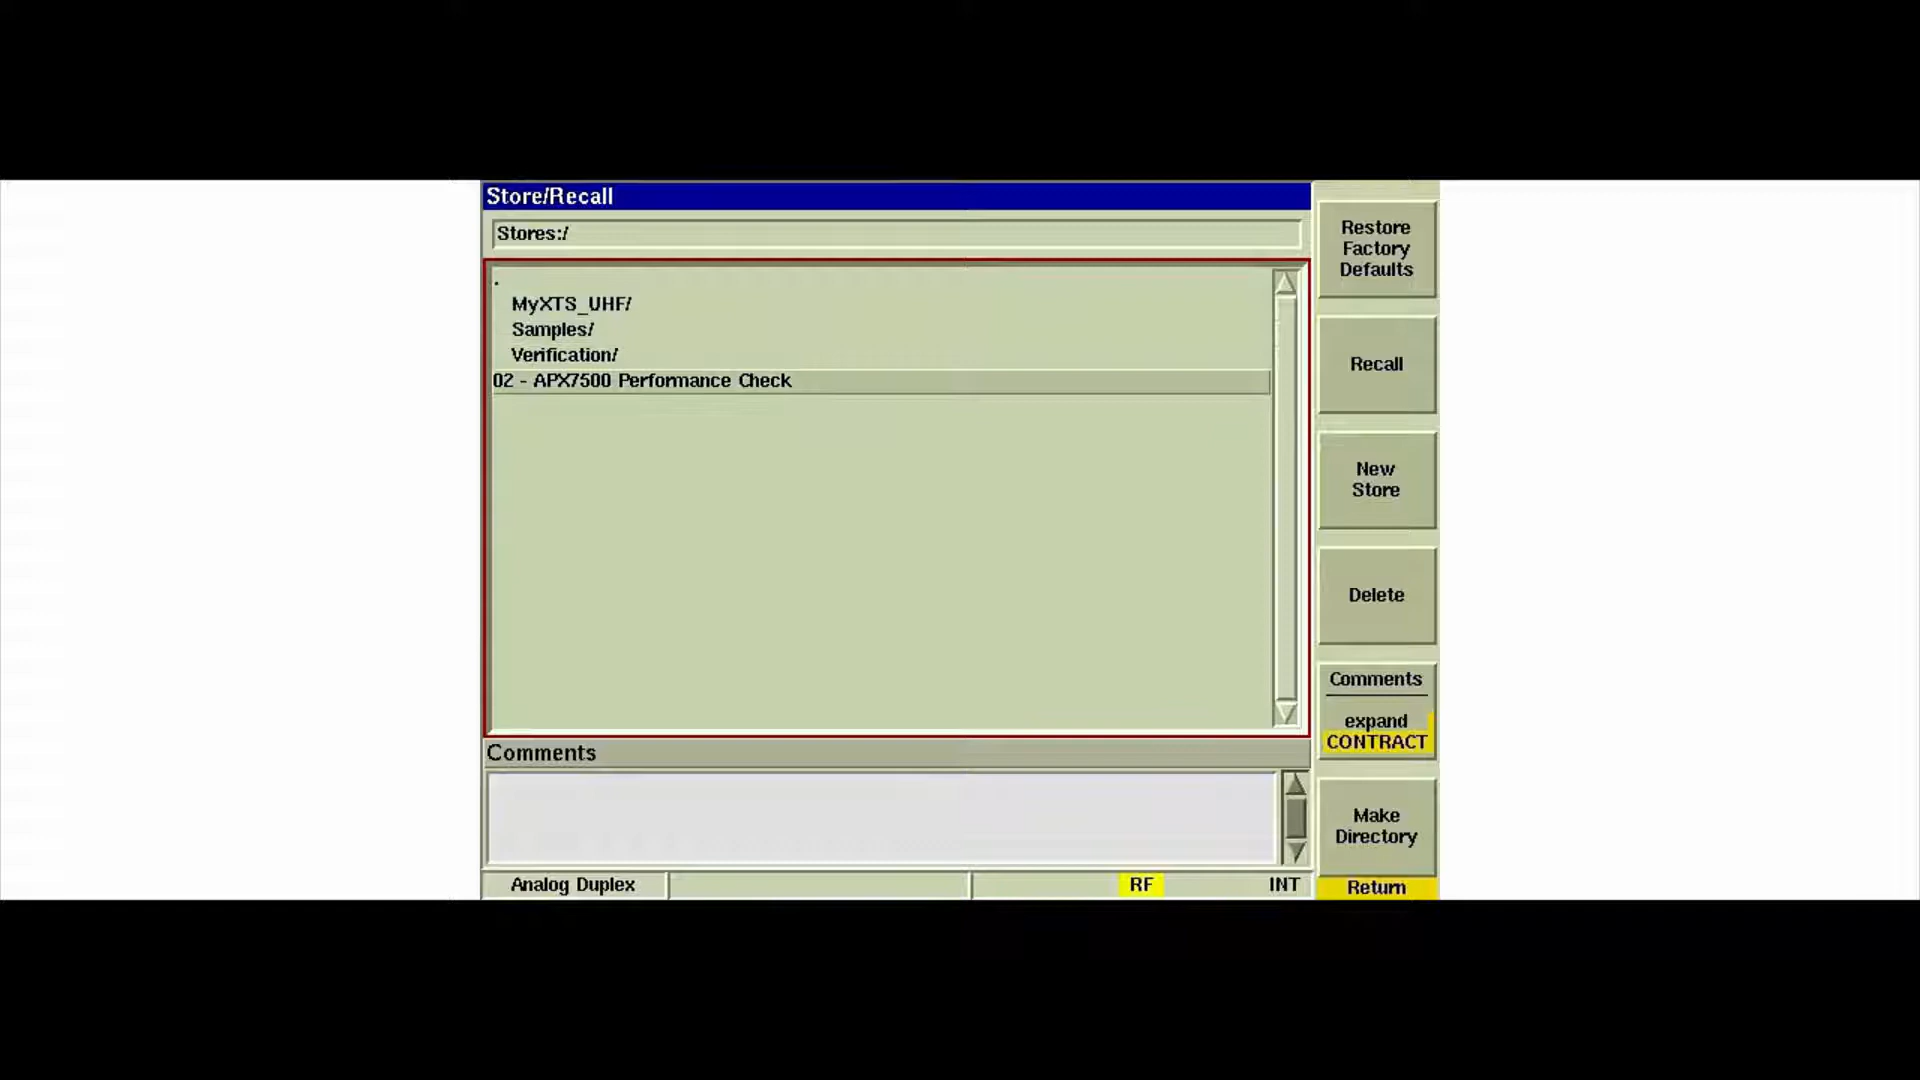 Store/Recall
Stores:/
.
MyXTS_UHF/
Samples/
Verification/
02 - APX7500 Performance Check
Comments
Analog Duplex
RF
INT
Restore
Factory
Defaults
Recall
New
Store
Delete
Comments
expand
CONTRACT
Make
Directory
Return